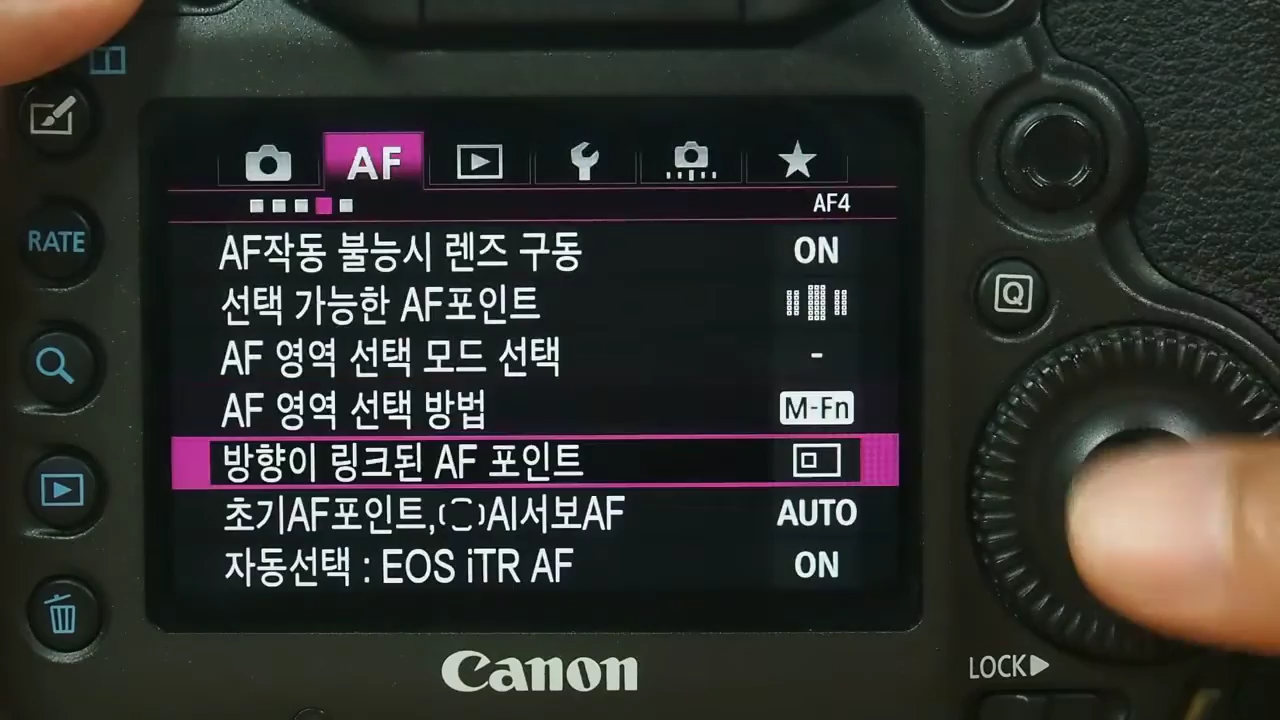 AF
AF4
AF작동 불능시 렌즈 구동 ON
선택 가능한 AF포인트
AF 영역 선택 모드 선택 -
AF 영역 선택 방법 M-Fn
방향이 링크된 AF 포인트
초기AF포인트,( )AI서보AF AUTO
자동선택 : EOS iTR AF ON
RATE
Q
Canon
LOCK▶